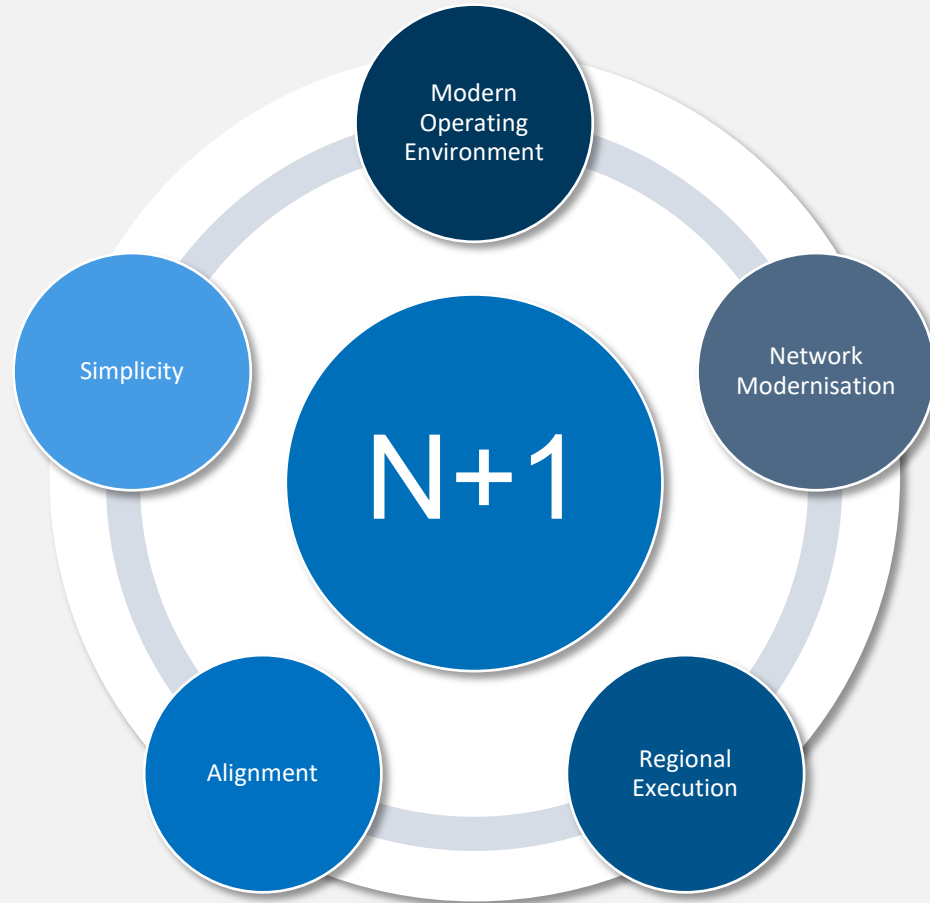 Modern
Operating
Environment
Simplicity
Network
Modernisation
N+1
Alignment
Regional
Execution